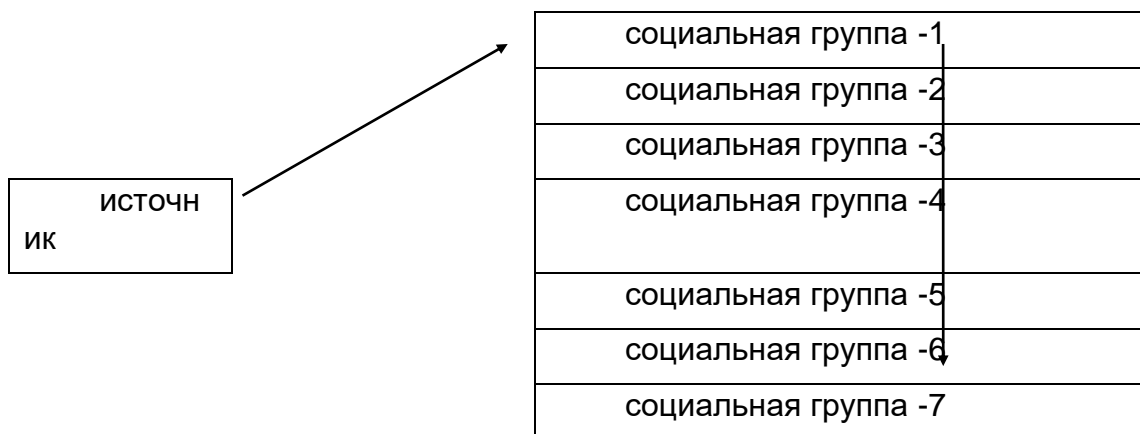 социальная группа -1
социальная группа -2
социальная группа -3
источн
ик
социальная группа -4
социальная группа -5
социальная группа -6
социальная группа -7